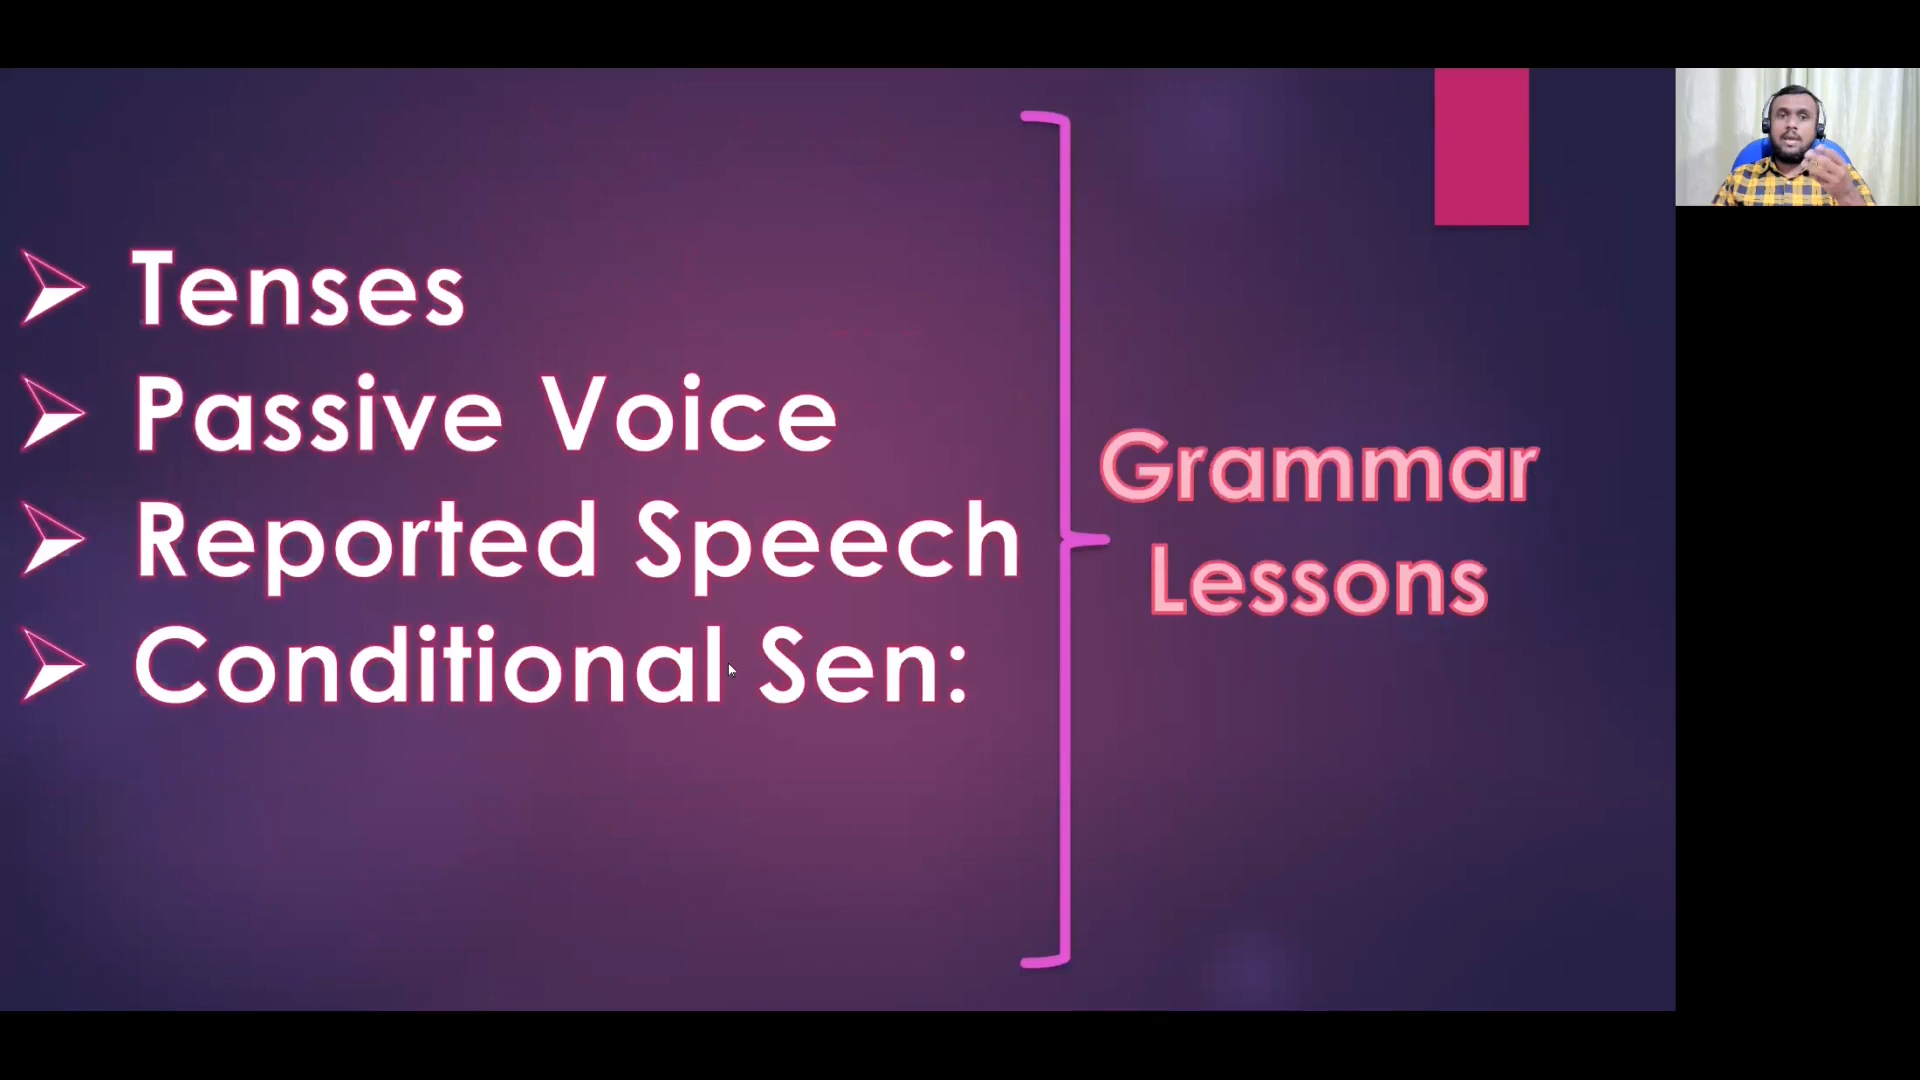 Tenses
Passive Voice
Reported Speech
Conditional Sen:
Grammar
Lessons